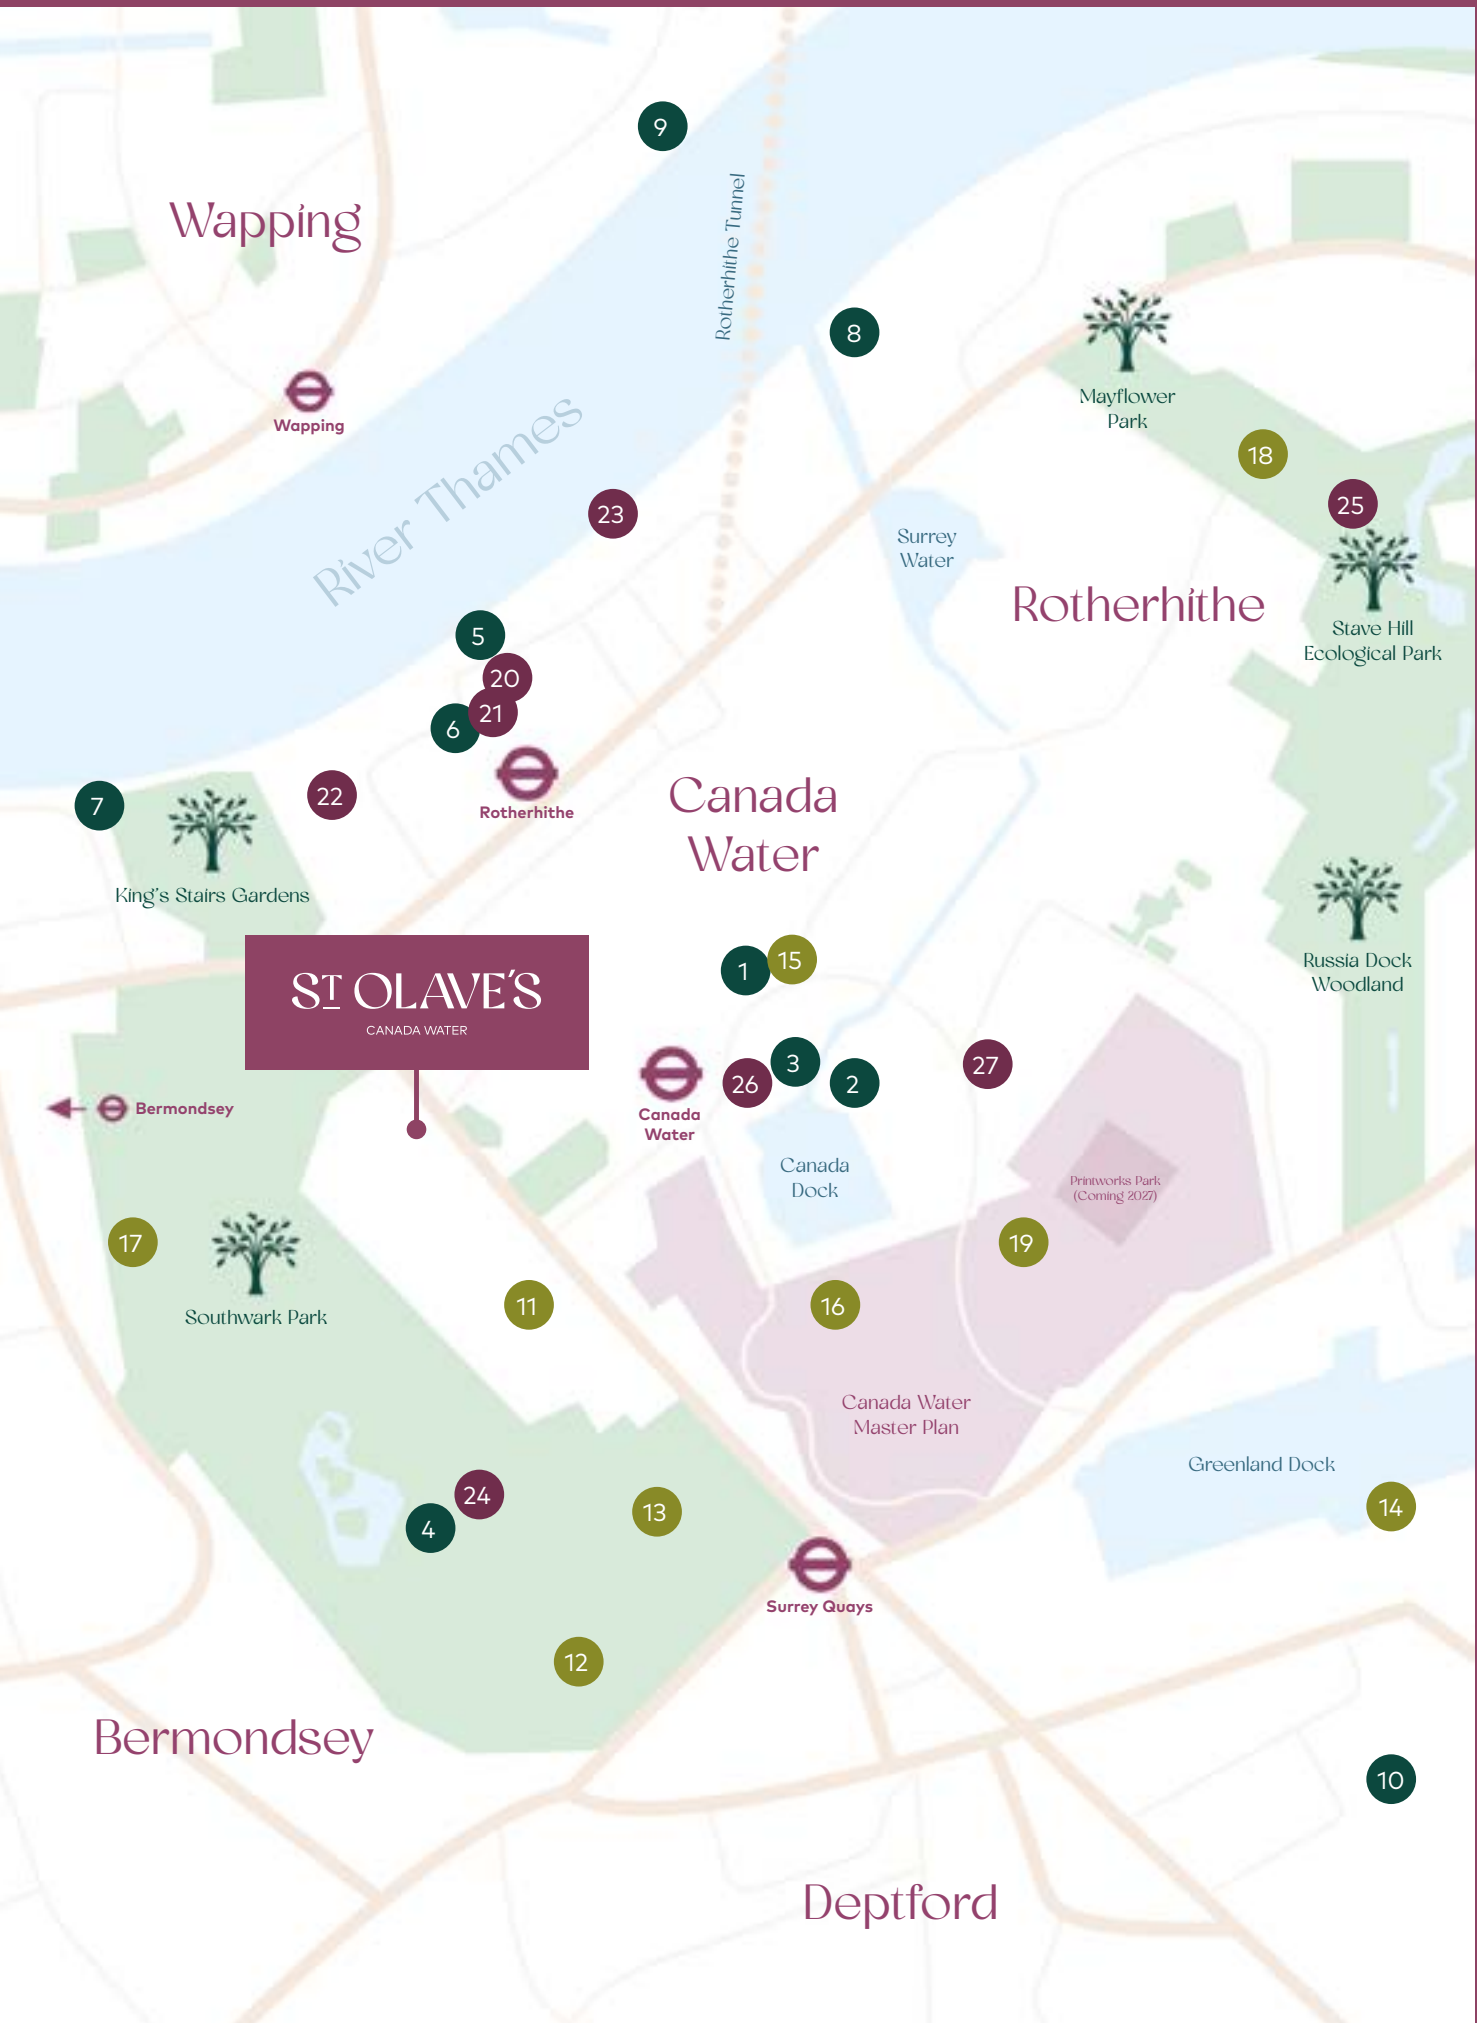 9
Wapping
Rotherhithe Tunnel
8
Mayflower
Park
Wapping
River Thames
18
25
23
Surrey
Water
Rotherhithe
Stave Hill
Ecological Park
5
20
21
6
Rotherhithe
7
22
King's Stairs Gardens
Canada
Water
Russia Dock
Woodland
1
15
ST OLAVE'S
CANADA WATER
3
26
2
27
Canada
Water
Bermondsey
Canada
Dock
Printworks Park
(Coming 2027)
17
Southwark Park
11
16
19
Canada Water
Master Plan
Greenland Dock
24
4
13
14
Surrey Quays
12
Bermondsey
10
Deptford